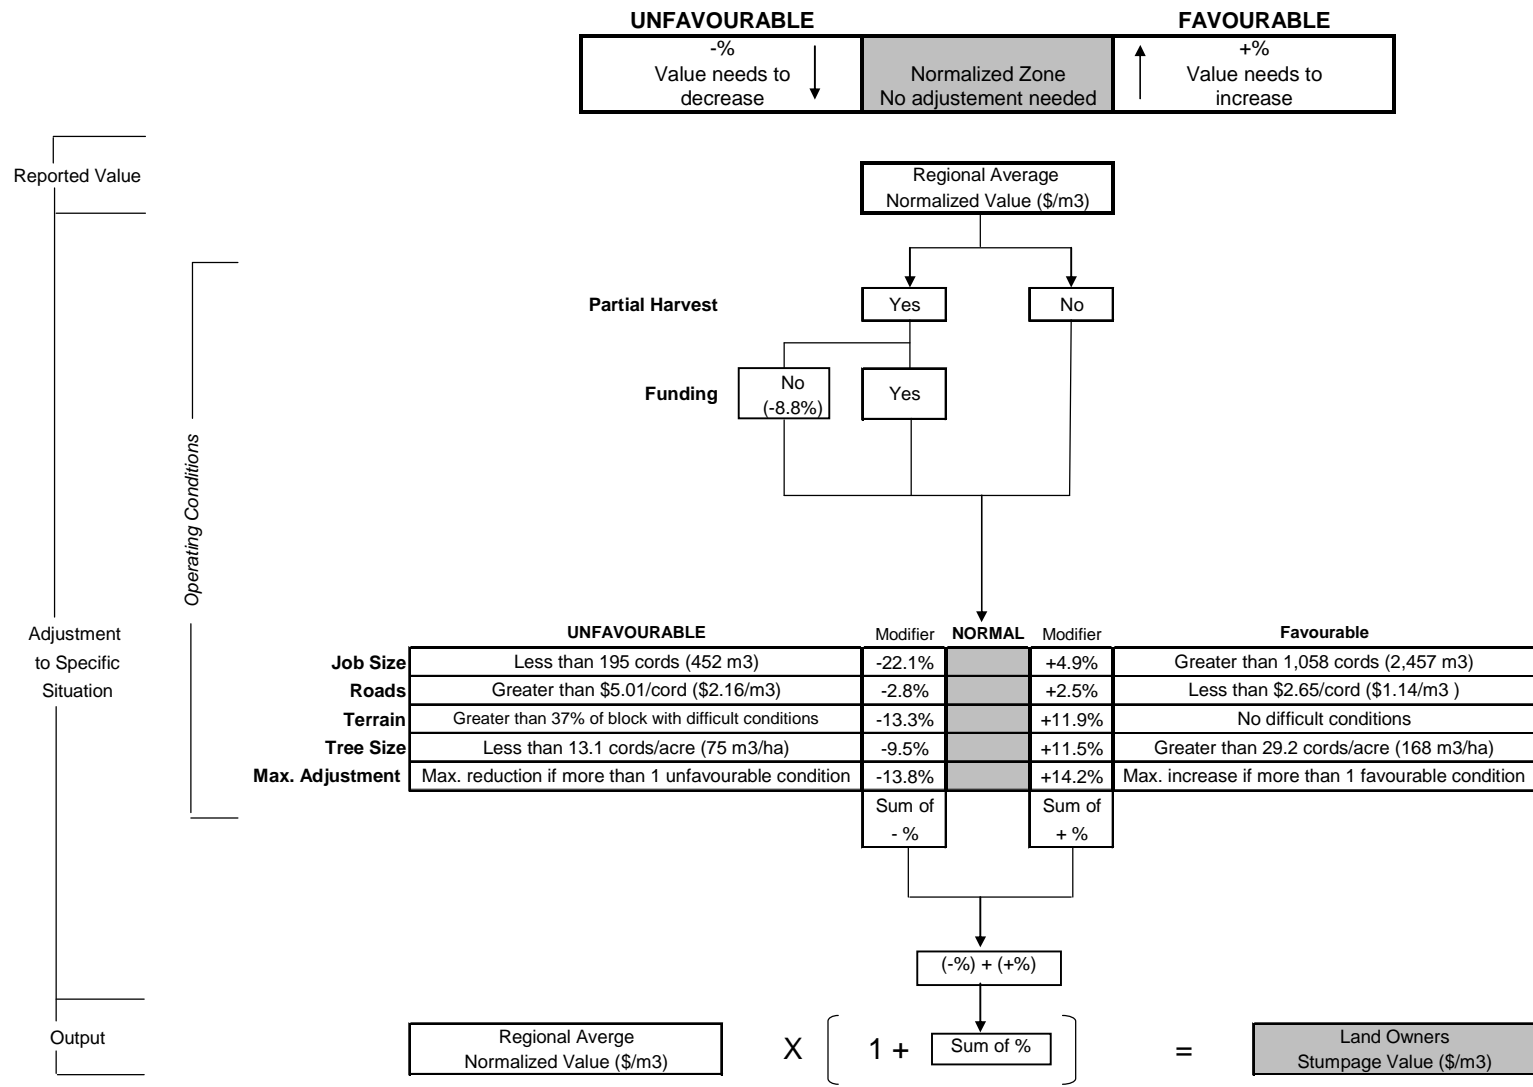 UNFAVOURABLE FAVOURABLE
-% +%
Value needs to Normalized Zone Value needs to
decrease No adjustement needed increase
Reported Value
Regional Average
Normalized Value ($/m3)
Partial Harvest Yes No
Funding No Yes
(-8.8%)
Operating Conditions
Adjustment
to Specific
Situation
UNFAVOURABLE Modifier NORMAL Modifier Favourable
Job Size Less than 195 cords (452 m3) -22.1% +4.9% Greater than 1,058 cords (2,457 m3)
Roads Greater than $5.01/cord ($2.16/m3) -2.8% +2.5% Less than $2.65/cord ($1.14/m3 )
Terrain Greater than 37% of block with difficult conditions -13.3% +11.9% No difficult conditions
Tree Size Less than 13.1 cords/acre (75 m3/ha) -9.5% +11.5% Greater than 29.2 cords/acre (168 m3/ha)
Max. Adjustment Max. reduction if more than 1 unfavourable condition -13.8% +14.2% Max. increase if more than 1 favourable condition
Sum of Sum of
- % + %
(-%) + (+%)
Output
Regional Averge X 1 + Sum of % = Land Owners
Normalized Value ($/m3) Stumpage Value ($/m3)